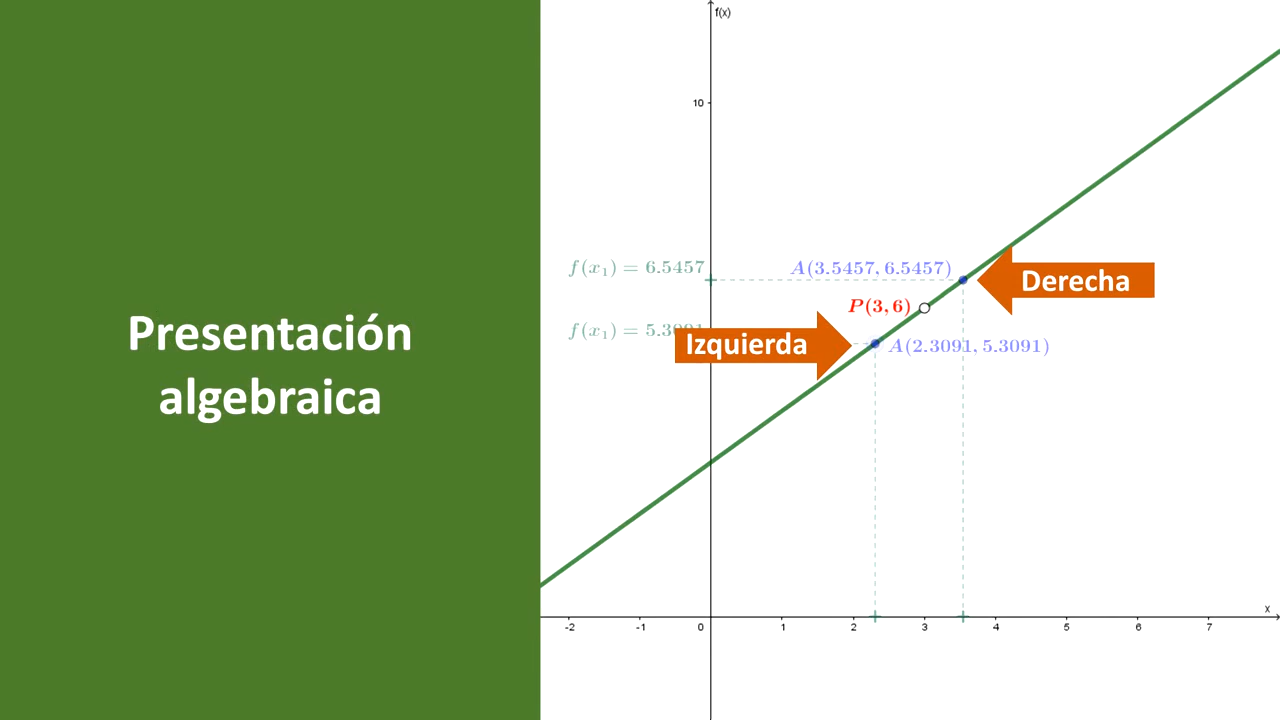 Presentación
algebraica
f(x)
10
f(x₁) = 6.5457
A(3.5457, 6.5457)
Derecha
P(3, 6)
f(x₁) = 5.3091
Izquierda
A(2.3091, 5.3091)
x
-2 -1 0 1 2 3 4 5 6 7